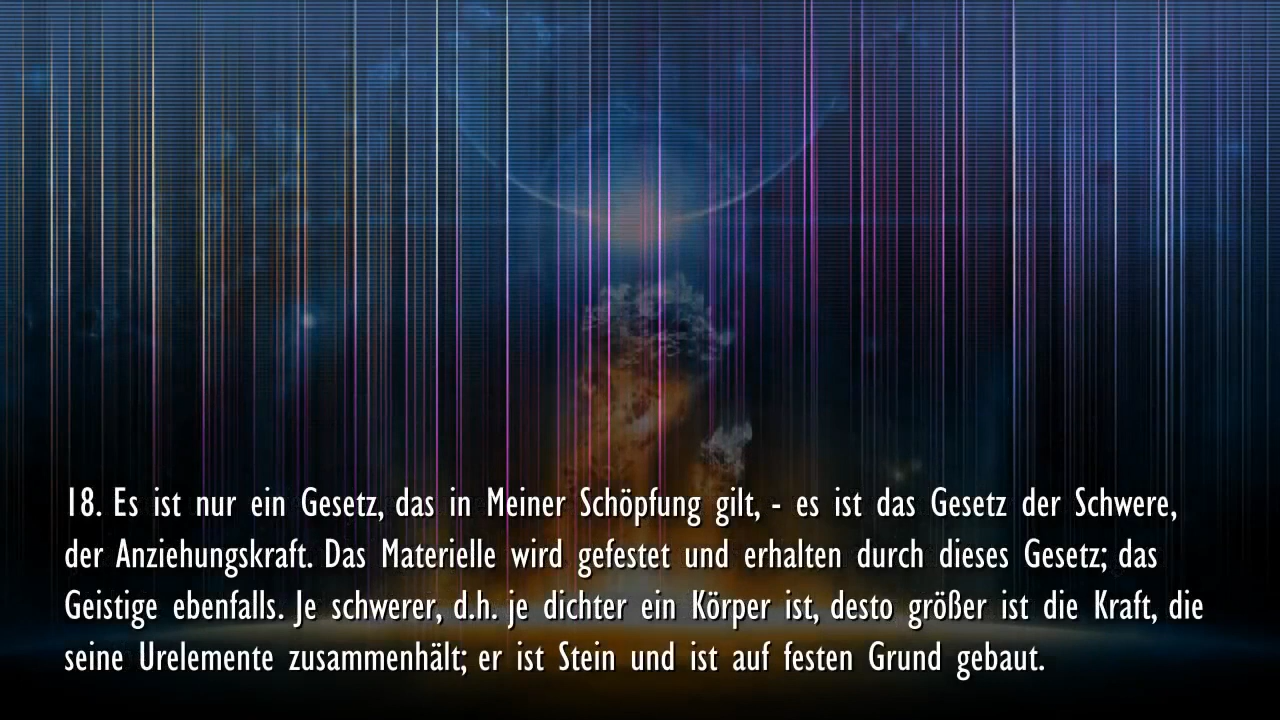 18. Es ist nur ein Gesetz, das in Meiner Schöpfung gilt, - es ist das Gesetz der Schwere,
der Anziehungskraft. Das Materielle wird gefestet und erhalten durch dieses Gesetz; das
Geistige ebenfalls. Je schwerer, d.h. je dichter ein Körper ist, desto größer ist die Kraft, die
seine Urelemente zusammenhält; er ist Stein und ist auf festen Grund gebaut.